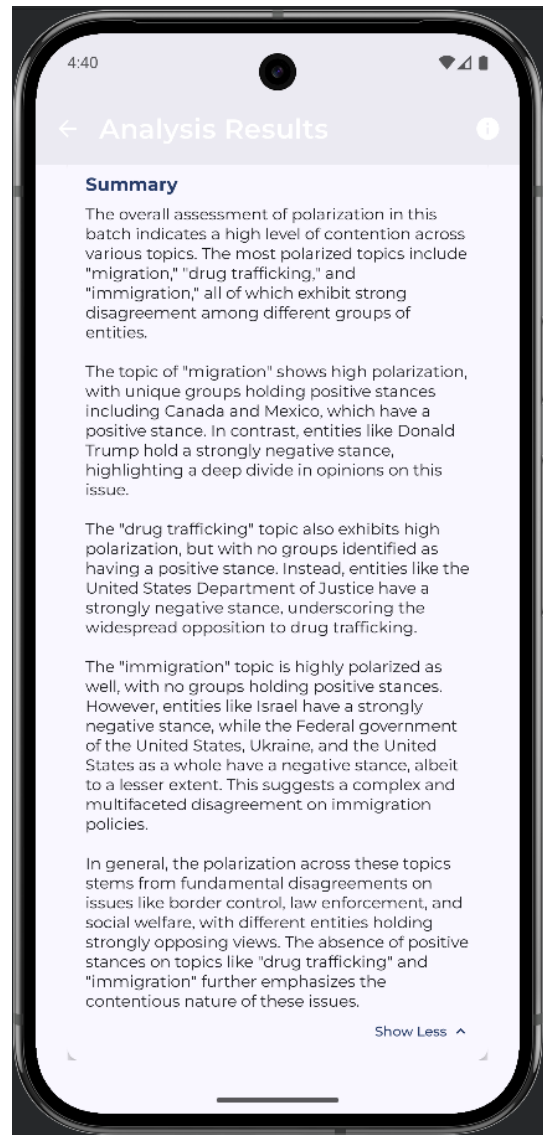 4:40
Analysis Results
Summary
The overall assessment of polarization in this
batch indicates a high level of contention across
various topics. The most polarized topics include
"migration," "drug trafficking," and
"immigration," all of which exhibit strong
disagreement among different groups of
entities.
The topic of "migration" shows high polarization,
with unique groups holding positive stances
including Canada and Mexico, which have a
positive stance. In contrast, entities like Donald
Trump hold a strongly negative stance,
highlighting a deep divide in opinions on this
issue.
The "drug trafficking" topic also exhibits high
polarization, but with no groups identified as
having a positive stance. Instead, entities like the
United States Department of Justice have a
strongly negative stance, underscoring the
widespread opposition to drug trafficking.
The "immigration" topic is highly polarized as
well, with no groups holding positive stances.
However, entities like Israel have a strongly
negative stance, while the Federal government
of the United States, Ukraine, and the United
States as a whole have a negative stance, albeit
to a lesser extent. This suggests a complex and
multifaceted disagreement on immigration
policies.
In general, the polarization across these topics
stems from fundamental disagreements on
issues like border control, law enforcement, and
social welfare, with different entities holding
strongly opposing views. The absence of positive
stances on topics like "drug trafficking" and
"immigration" further emphasizes the
contentious nature of these issues.
Show Less